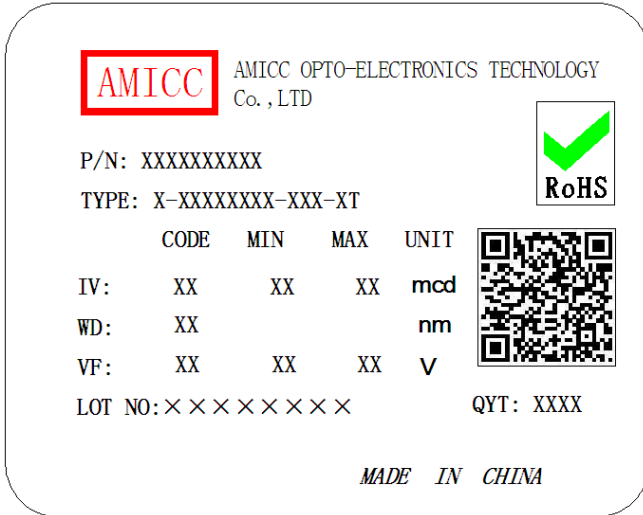 AMICC
AMICC OPTO-ELECTRONICS TECHNOLOGY
Co.,LTD
RoHS
P/N: XXXXXXXXXX
TYPE: X-XXXXXXXX-XXX-XT
CODE MIN MAX UNIT
IV: XX XX XX mcd
WD: XX nm
VF: XX XX XX V
LOT NO:××××××××
QYT: XXXX
MADE IN CHINA